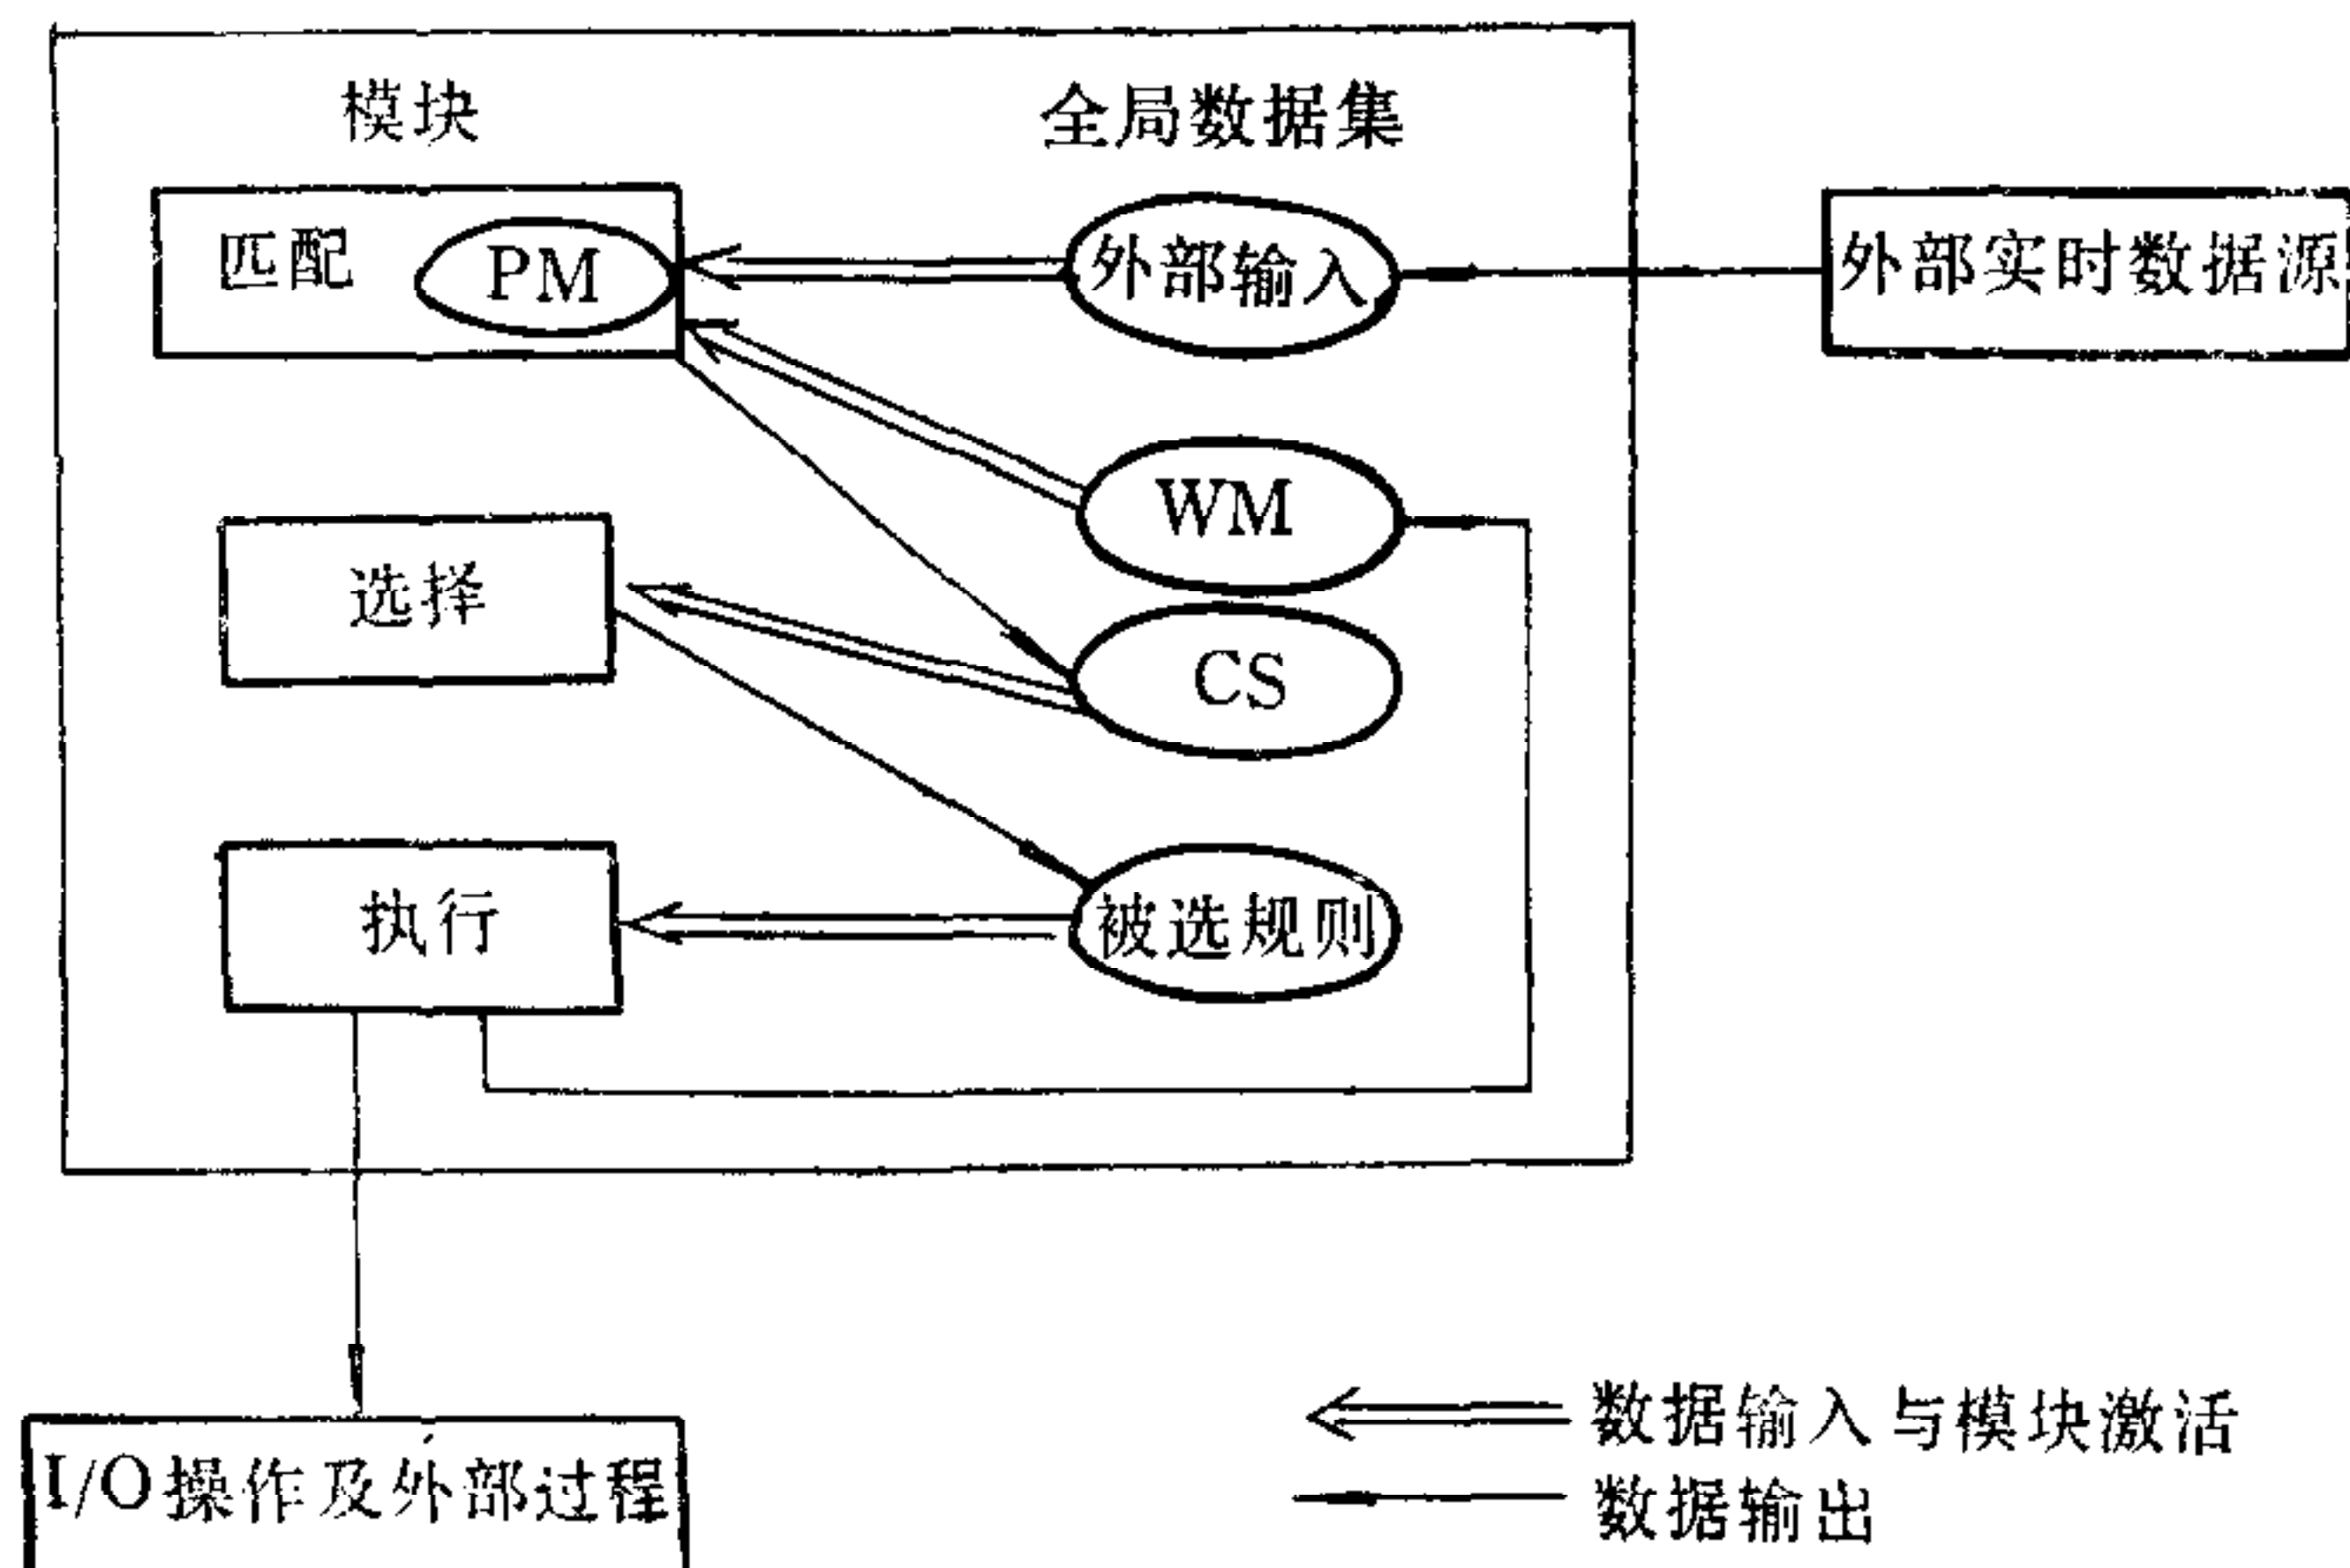 模块
全局数据集
匹配
PM
外部输入
外部实时数据源
WM
选择
CS
执行
被选规则
数据输入与模块激活
I/O操作及外部过程
数据输出